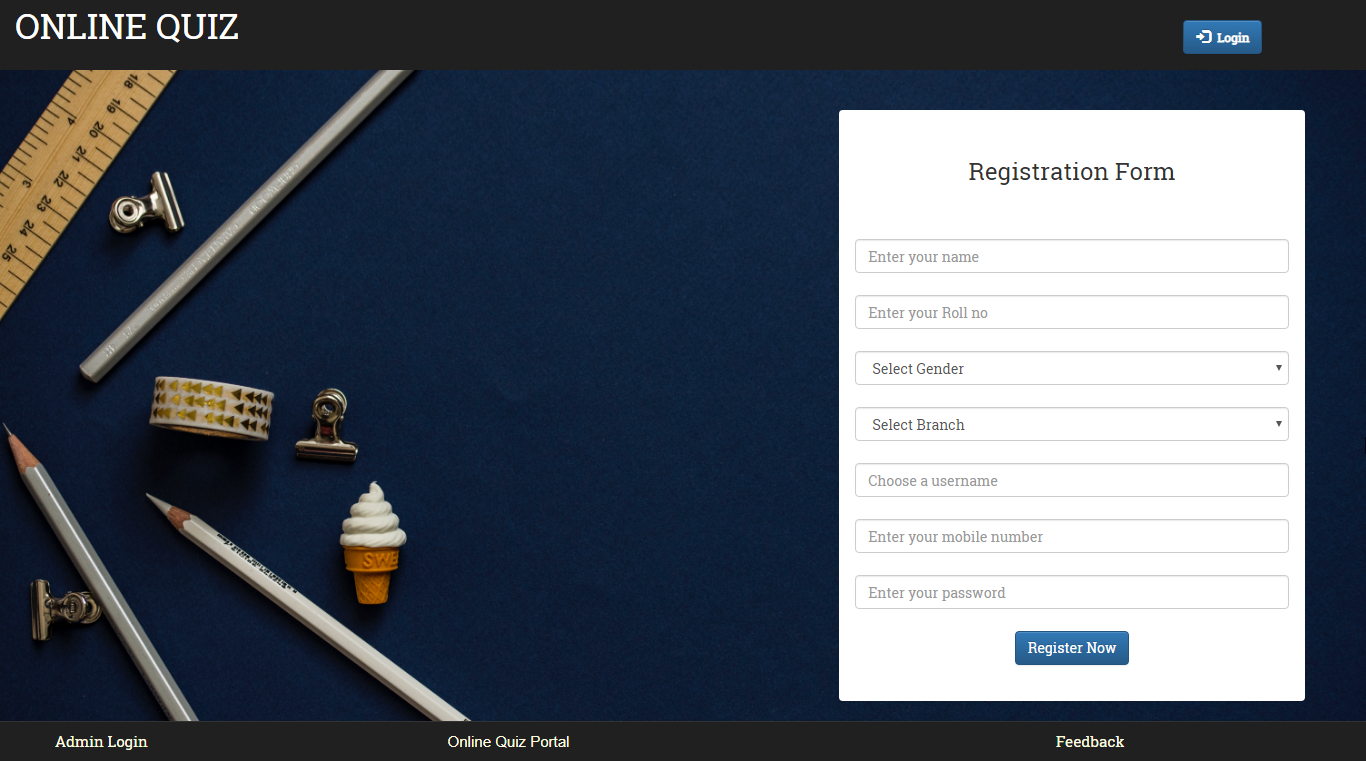 ONLINE QUIZ
Login
Registration Form
Enter your name
Enter your Roll no
Select Gender
Select Branch
Choose a username
Enter your mobile number
Enter your password
Register Now
18
19
20
21
22
23
24
25
SWE
Admin Login
Online Quiz Portal
Feedback